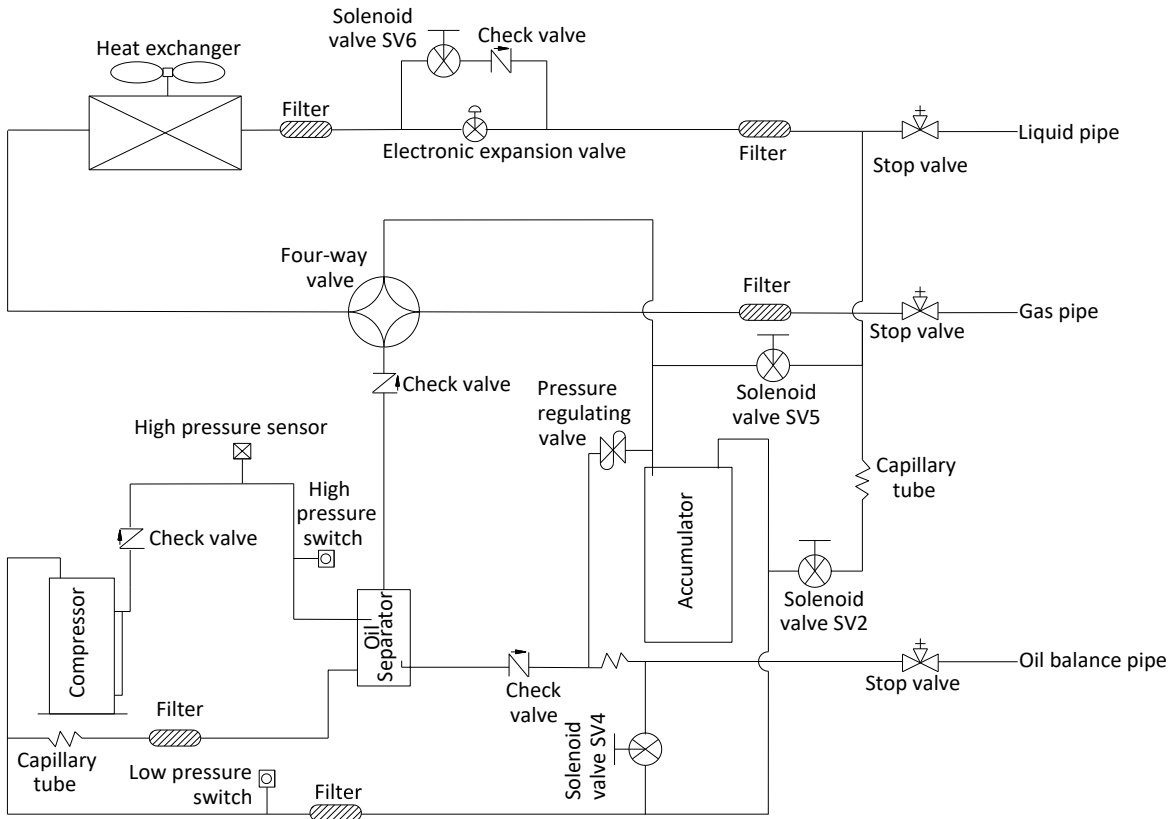 Solenoid
valve SV6
Check valve
Heat exchanger
Filter
Electronic expansion valve
Filter
Liquid pipe
Stop valve
Four-way
valve
Filter
Gas pipe
Stop valve
Check valve
Pressure
regulating
valve
Solenoid
valve SV5
High pressure sensor
High
pressure
switch
Capillary
tube
Check valve
Accumulator
Compressor
Oil
Separator
Solenoid
valve SV2
Oil balance pipe
Stop valve
Check
valve
Filter
Capillary
tube
Solenoid
valve SV4
Low pressure
switch
Filter